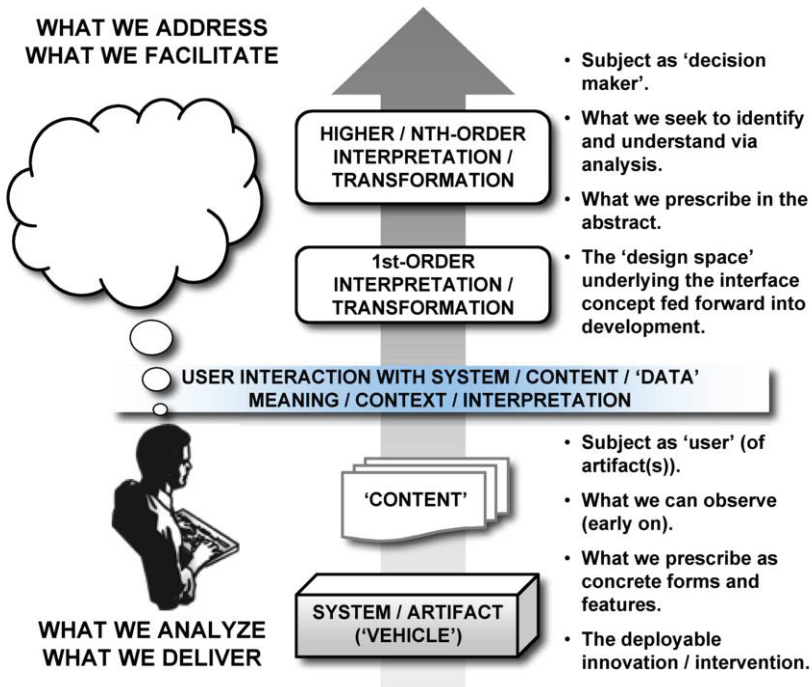 WHAT WE ADDRESS
WHAT WE FACILITATE
HIGHER / NTH-ORDER
INTERPRETATION /
TRANSFORMATION
1st-ORDER
INTERPRETATION /
TRANSFORMATION
• Subject as ‘decision
maker’.
• What we seek to identify
and understand via
analysis.
• What we prescribe in the
abstract.
• The ‘design space’
underlying the interface
concept fed forward into
development.
USER INTERACTION WITH SYSTEM / CONTENT / ‘DATA’
MEANING / CONTEXT / INTERPRETATION
‘CONTENT’
SYSTEM / ARTIFACT
(‘VEHICLE’)
WHAT WE ANALYZE
WHAT WE DELIVER
• Subject as ‘user’ (of
artifact(s)).
• What we can observe
(early on).
• What we prescribe as
concrete forms and
features.
• The deployable
innovation / intervention.